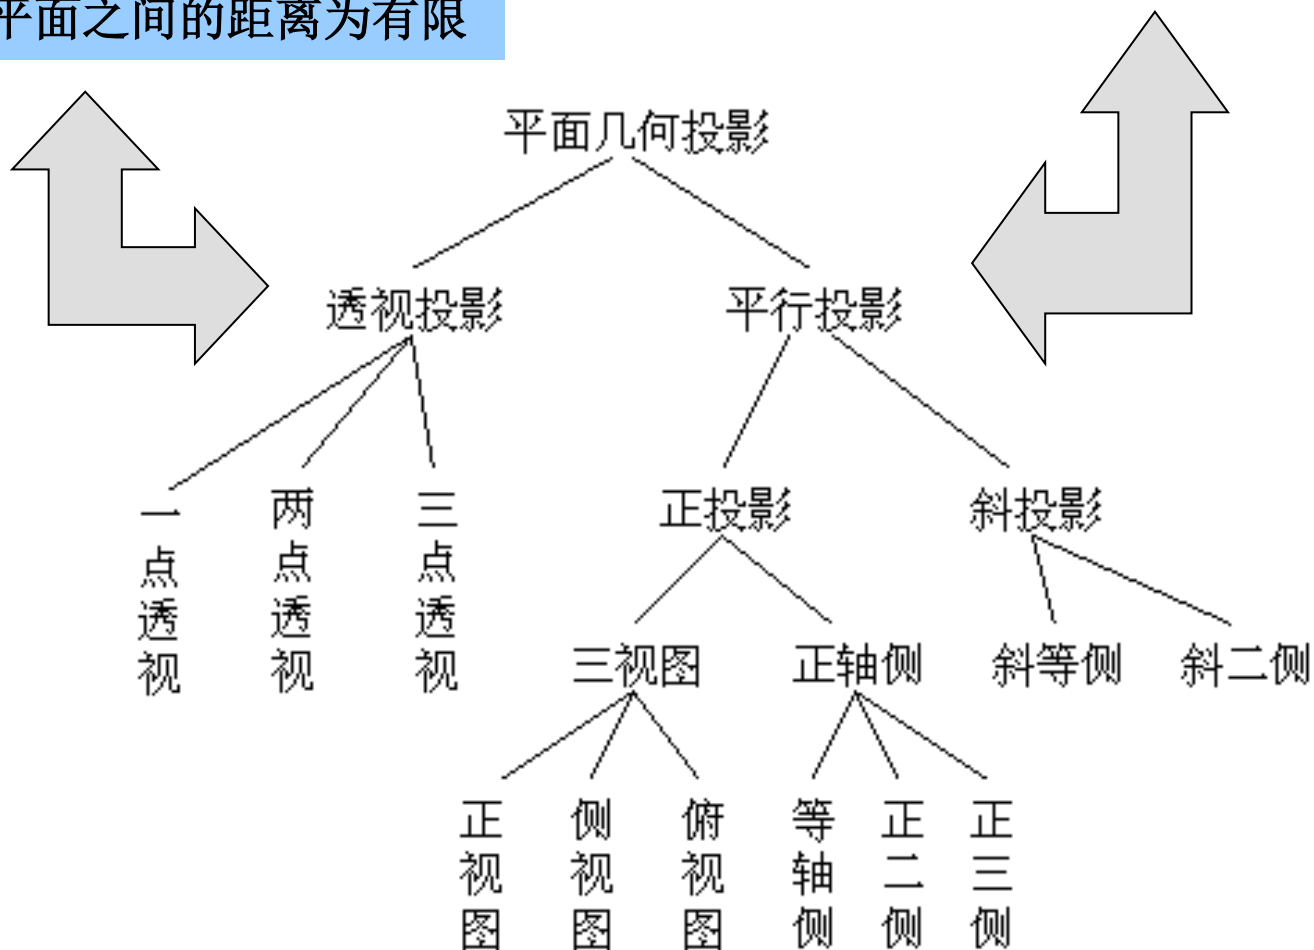 平面之间的距离为有限
平面几何投影
透视投影
平行投影
一点透视
两点透视
三点透视
正投影
斜投影
三视图
正轴侧
斜等侧
斜二侧
正视图
侧视图
俯视图
等轴侧
正二侧
正三侧